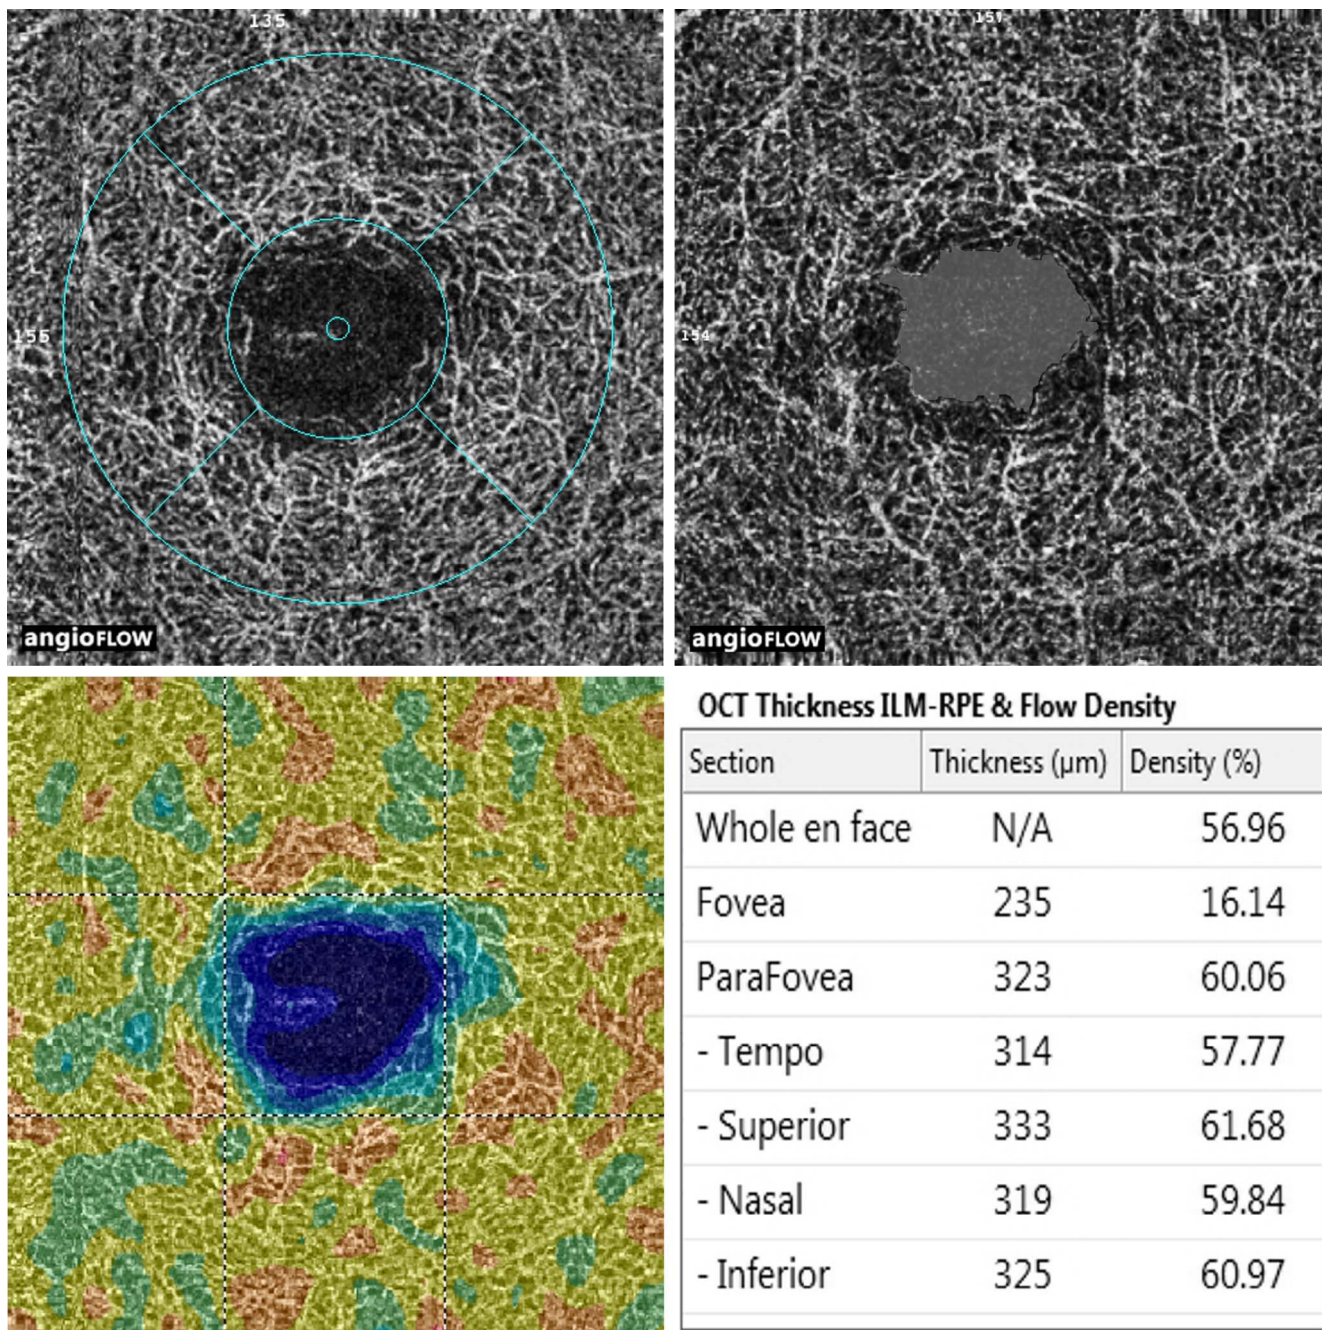 135
155
angioFLOW
151
154
angioFLOW
OCT Thickness ILM-RPE & Flow Density
Section Thickness (µm) Density (%)
Whole en face N/A 56.96
Fovea 235 16.14
ParaFovea 323 60.06
- Tempo 314 57.77
- Superior 333 61.68
- Nasal 319 59.84
- Inferior 325 60.97